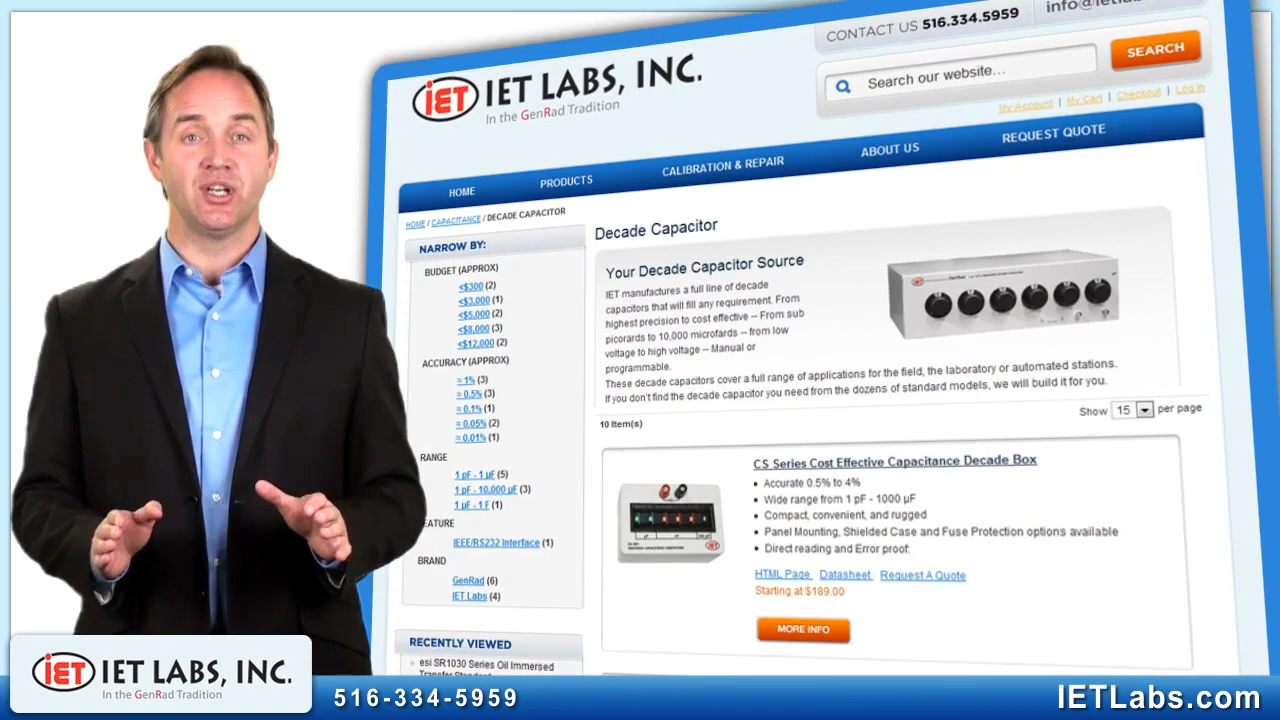 CONTACT US 516.334.5959
IET IET LABS, INC.
In the GenRad Tradition
Search our website...
SEARCH
My Account | My Cart | Checkout | Log In
HOME
PRODUCTS
CALIBRATION & REPAIR
ABOUT US
REQUEST QUOTE
HOME / CAPACITANCE / DECADE CAPACITOR
NARROW BY:
BUDGET (APPROX)
<$300 (2)
<$3,000 (1)
<$5,000 (2)
<$8,000 (3)
<$12,000 (2)
ACCURACY (APPROX)
≈ 1% (3)
≈ 0.5% (3)
≈ 0.1% (1)
≈ 0.05% (2)
≈ 0.01% (1)
RANGE
1 pF - 1 µF (5)
1 pF - 10,000 µF (3)
1 µF - 1 F (1)
EATURE
IEEE/RS232 Interface (1)
BRAND
GenRad (6)
IET Labs (4)
RECENTLY VIEWED
esi SR1030 Series Oil Immersed
Transfer Standard
Decade Capacitor
Your Decade Capacitor Source
IET manufactures a full line of decade
capacitors that will fill any requirement. From
highest precision to cost effective -- From sub
picorards to 10,000 microfards -- from low
voltage to high voltage -- Manual or
programmable.
These decade capacitors cover a full range of applications for the field, the laboratory or automated stations.
If you don't find the decade capacitor you need from the dozens of standard models, we will build it for you.
10 Item(s)
Show 15 per page
CS Series Cost Effective Capacitance Decade Box
• Accurate 0.5% to 4%
• Wide range from 1 pF - 1000 µF
• Compact, convenient, and rugged
• Panel Mounting, Shielded Case and Fuse Protection options available
• Direct reading and Error proof:
HTML Page Datasheet Request A Quote
Starting at $189.00
MORE INFO
IET IET LABS, INC.
In the GenRad Tradition
516-334-5959
IETLabs.com